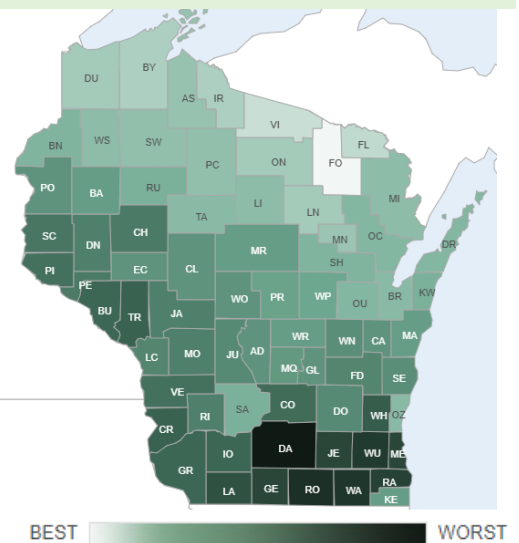 DU
BY
AS
IR
VI
FO
FL
BN
WS
SW
PC
ON
PO
BA
RU
TA
LI
LN
MN
OC
MI
SC
DN
CH
CL
MR
SH
DR
PI
PE
EC
WO
PR
WP
OU
BR
KW
BU
TR
JA
JU
AD
WR
WN
CA
MA
LC
MO
MQ
GL
FD
SE
VE
RI
SA
CO
DO
WH
OZ
CR
GR
IO
DA
JE
WU
ME
LA
GE
RO
WA
RA
KE
BEST WORST